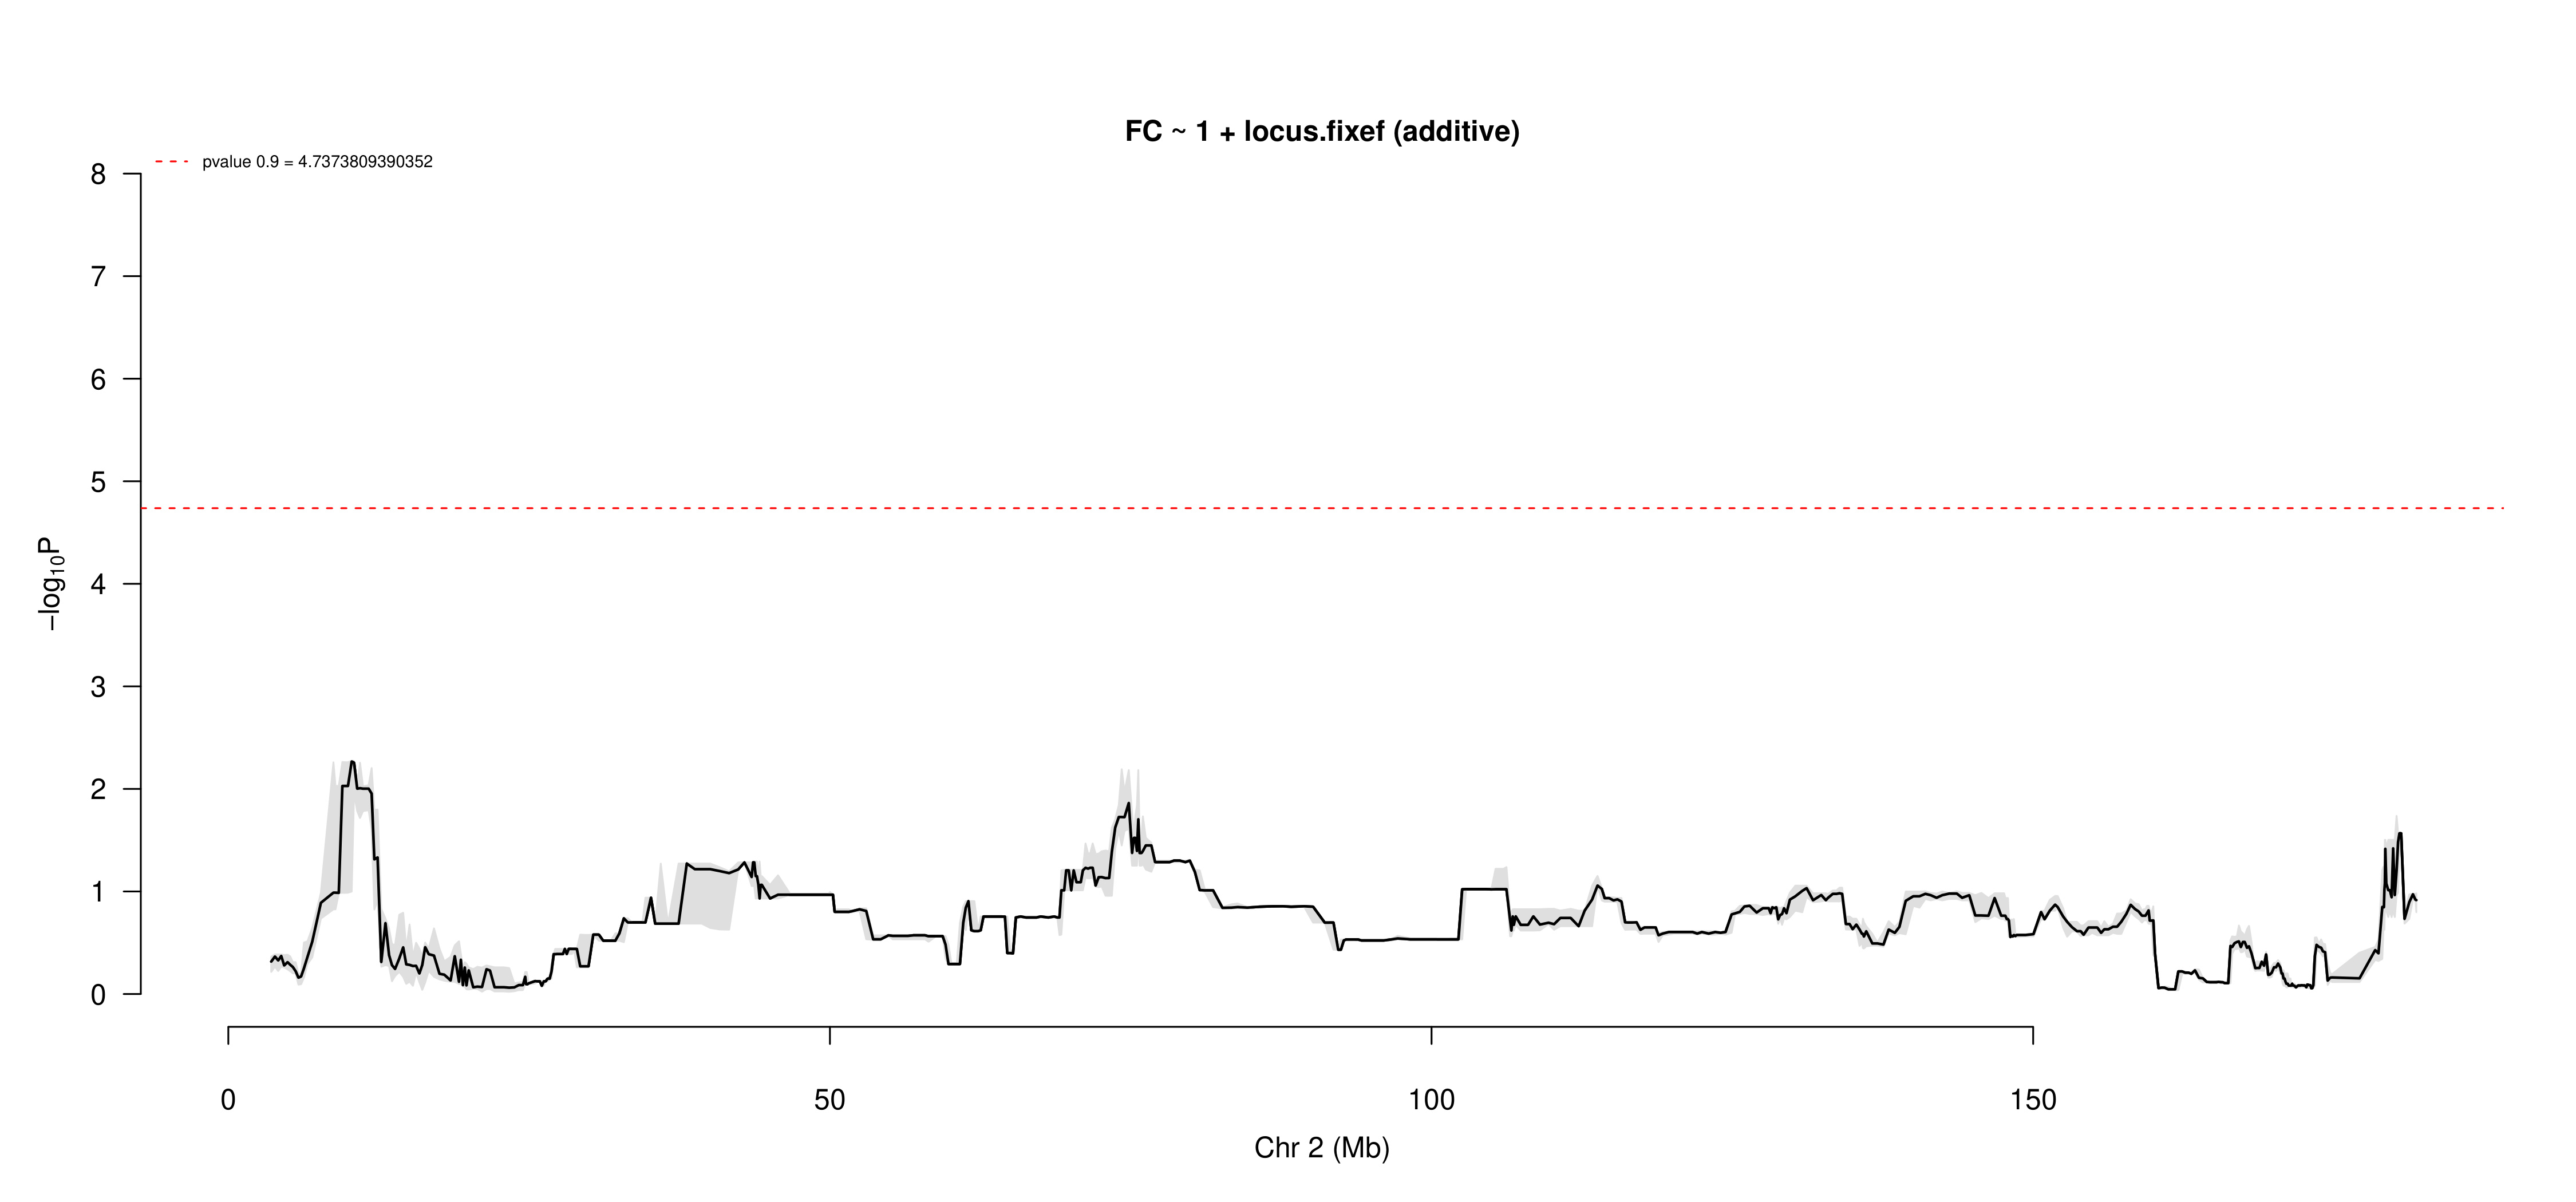 FC ~ 1 + locus.fixef (additive)
pvalue 0.9 = 4.7373809390352
8
7
6
5
4
3
2
1
0
−log10P
0 50 100 150
Chr 2 (Mb)